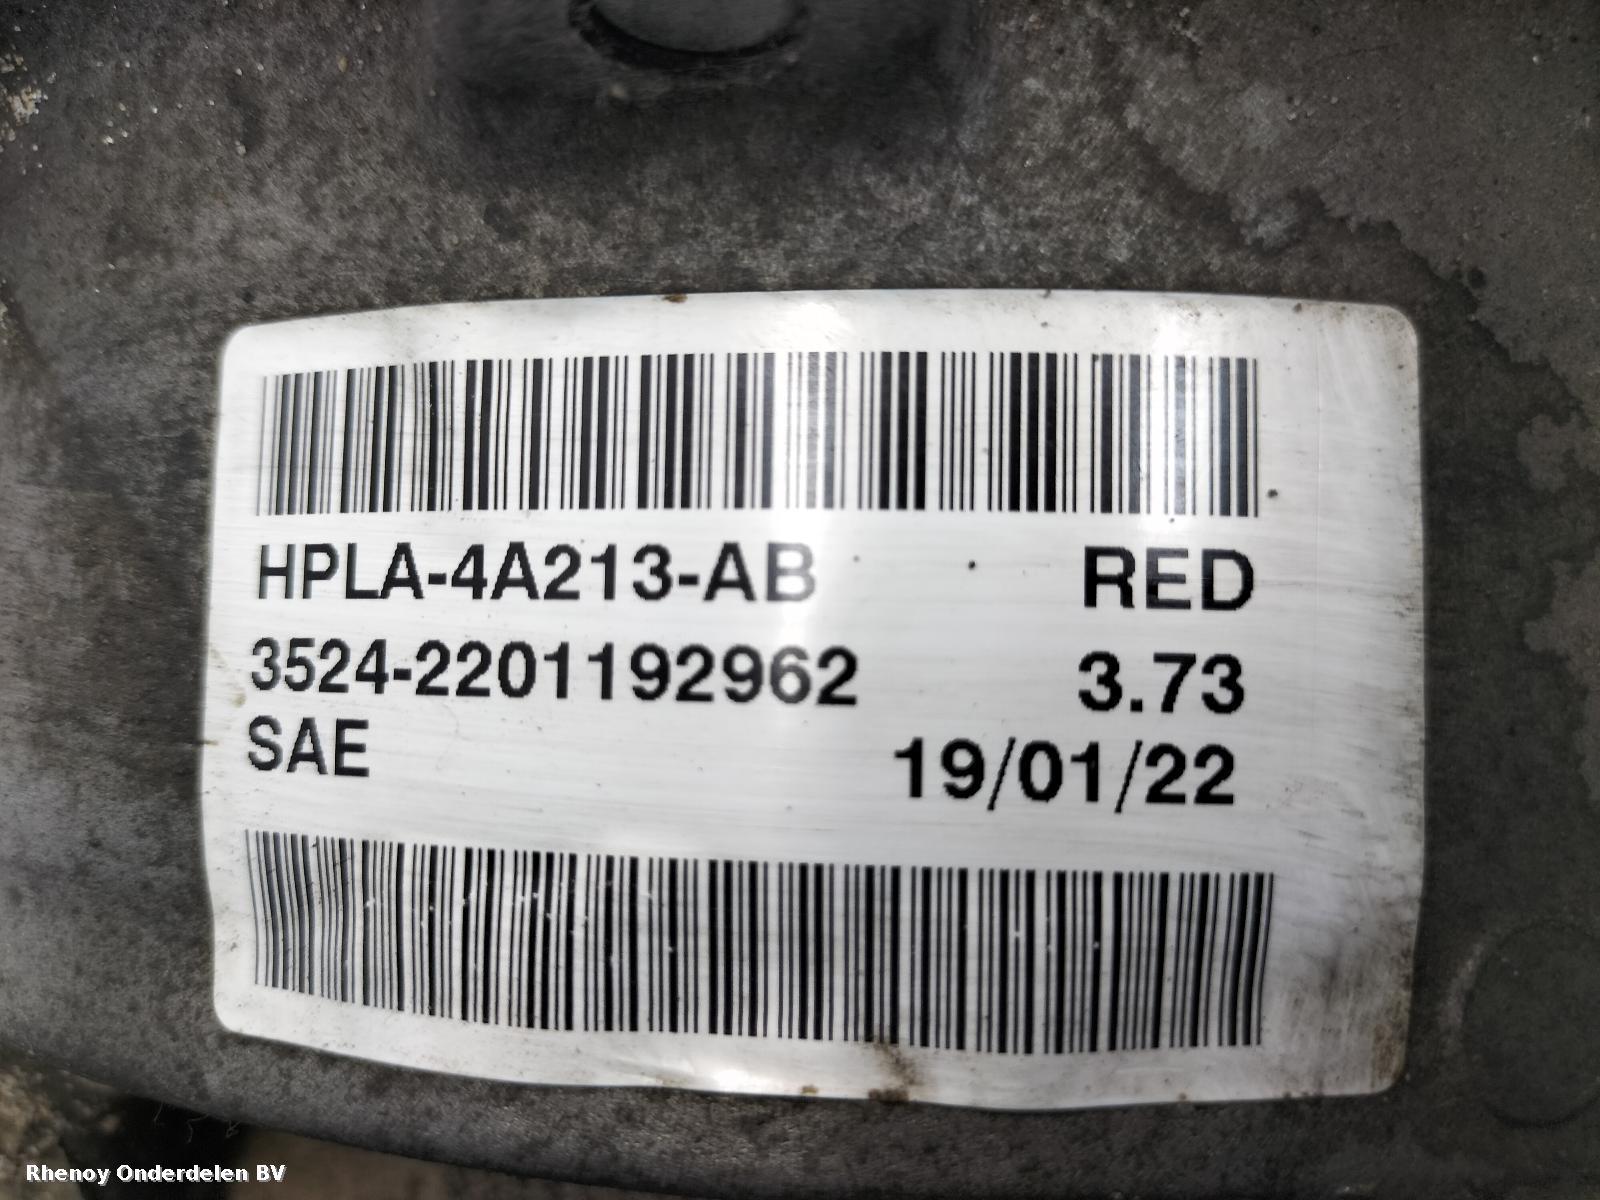 HPLA-4A213-AB RED
3524-2201192962 3.73
SAE 19/01/22
Rhenoy Onderdelen BV